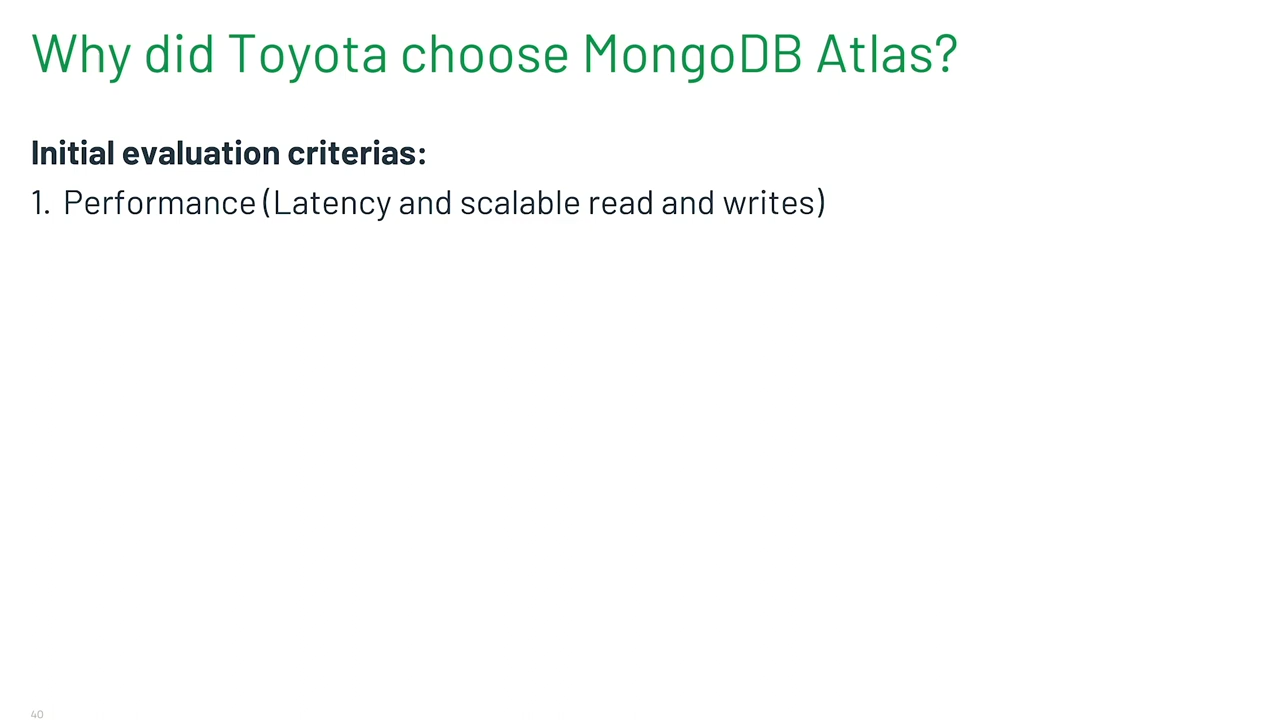 Why did Toyota choose MongoDB Atlas?
Initial evaluation criterias:
1. Performance (Latency and scalable read and writes)
40